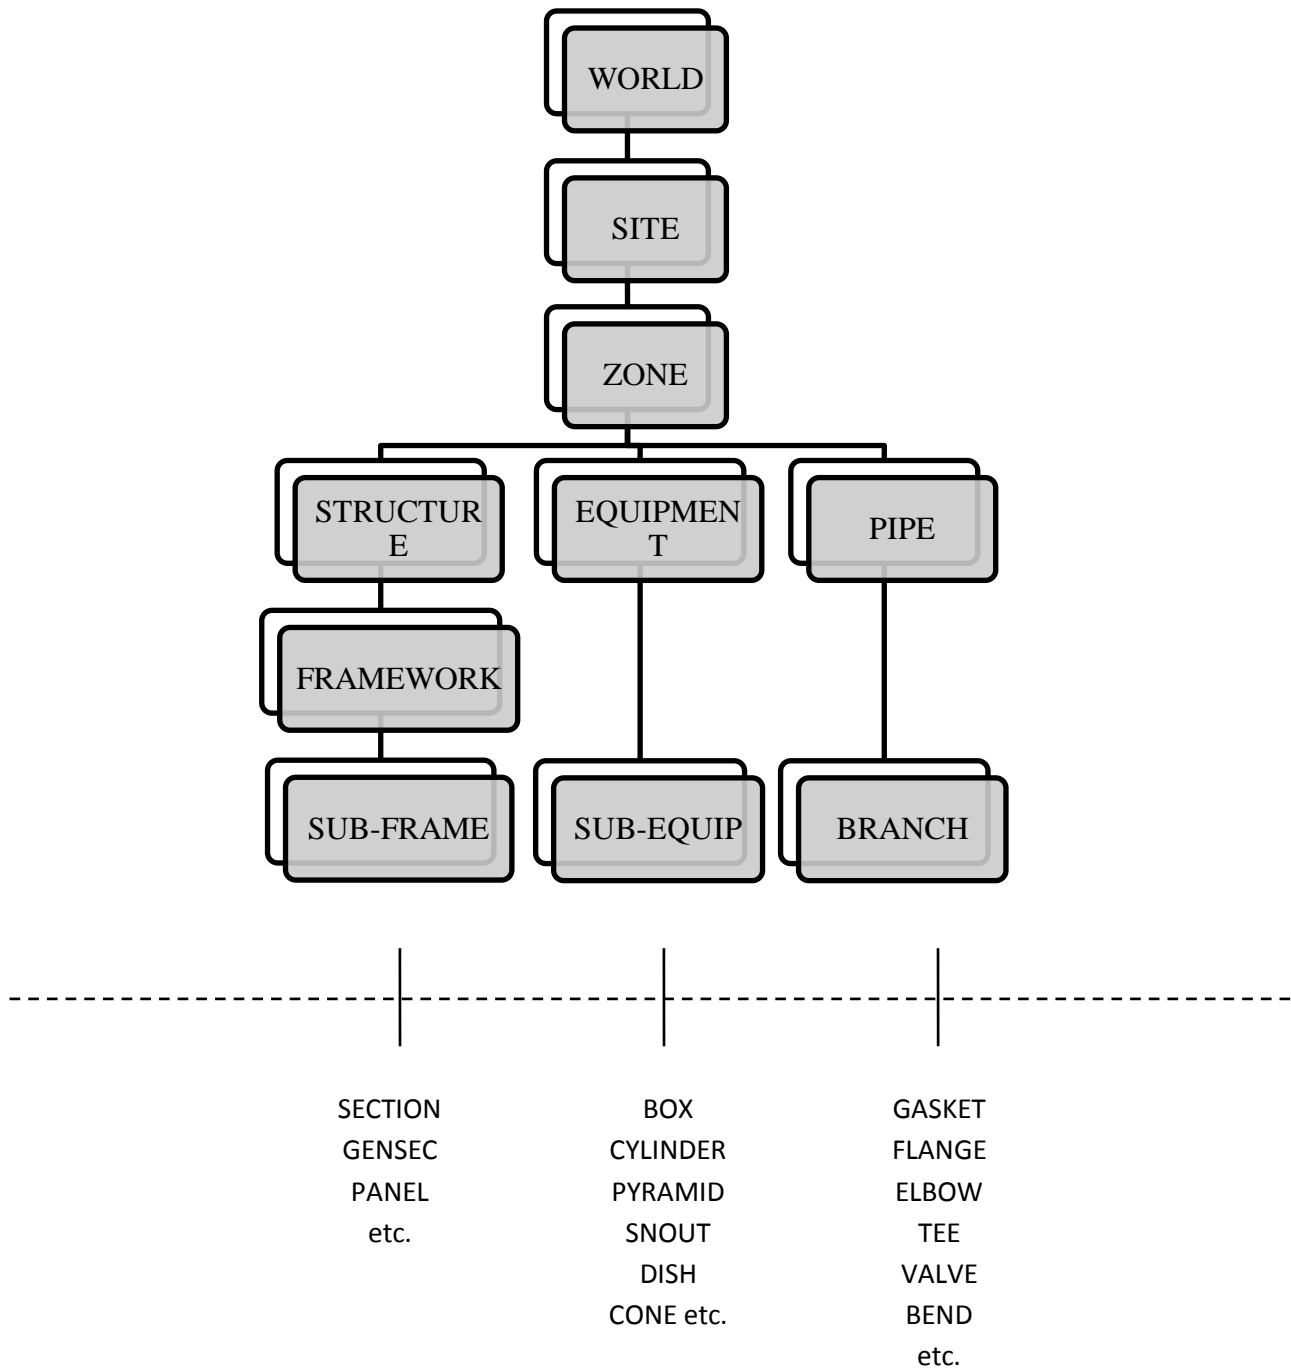 WORLD
SITE
ZONE
STRUCTUR
E
EQUIPMEN
T
PIPE
FRAMEWORK
SUB-FRAME
SUB-EQUIP
BRANCH
SECTION
GENSEC
PANEL
etc.
BOX
CYLINDER
PYRAMID
SNOUT
DISH
CONE etc.
GASKET
FLANGE
ELBOW
TEE
VALVE
BEND
etc.